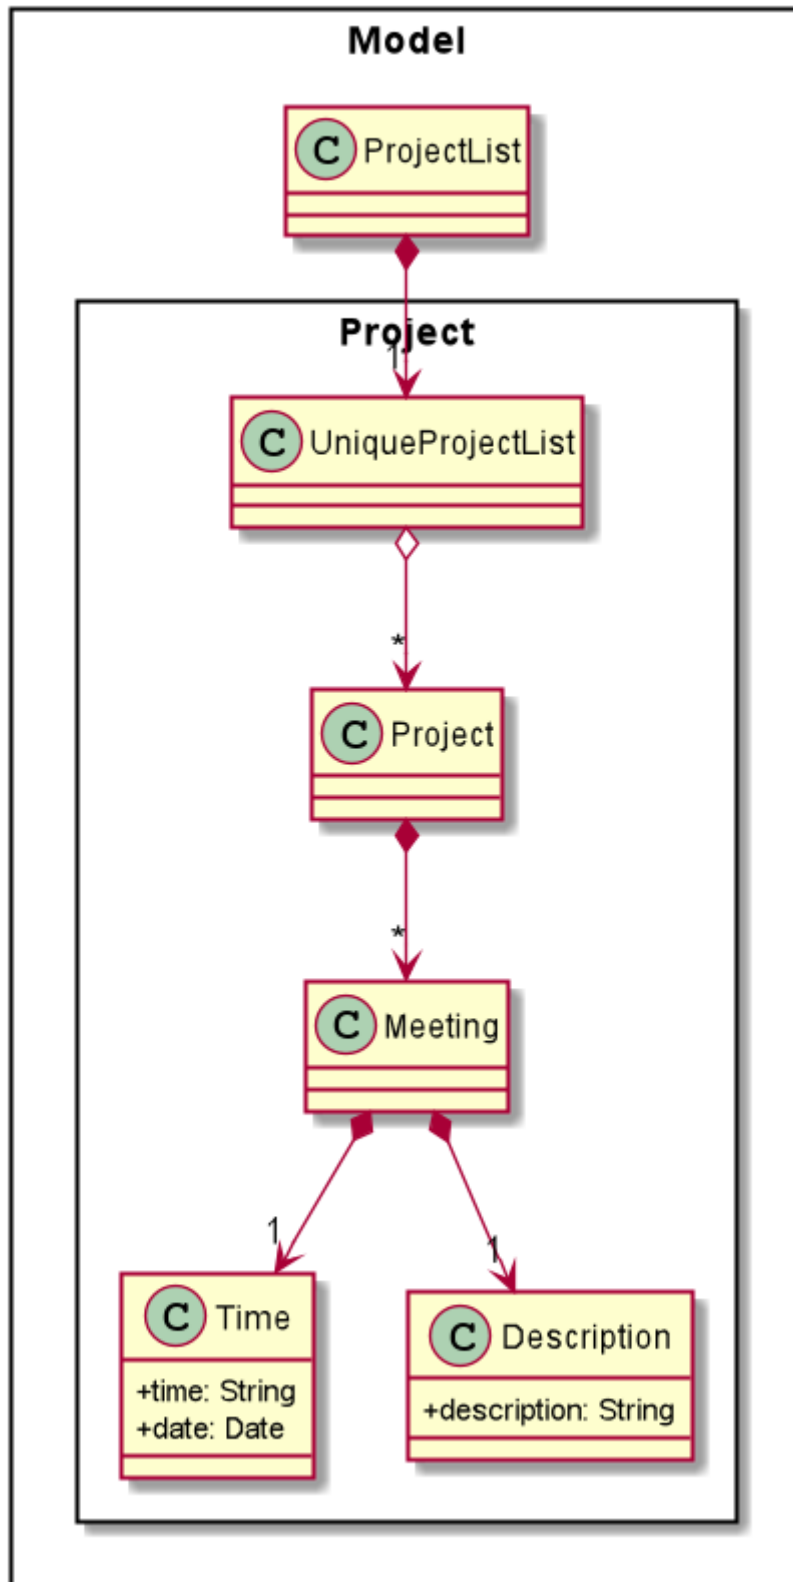 Model
C ProjectList
Project
1
C UniqueProjectList
*
C Project
*
C Meeting
1
1
C Time
+time: String
+date: Date
C Description
+description: String